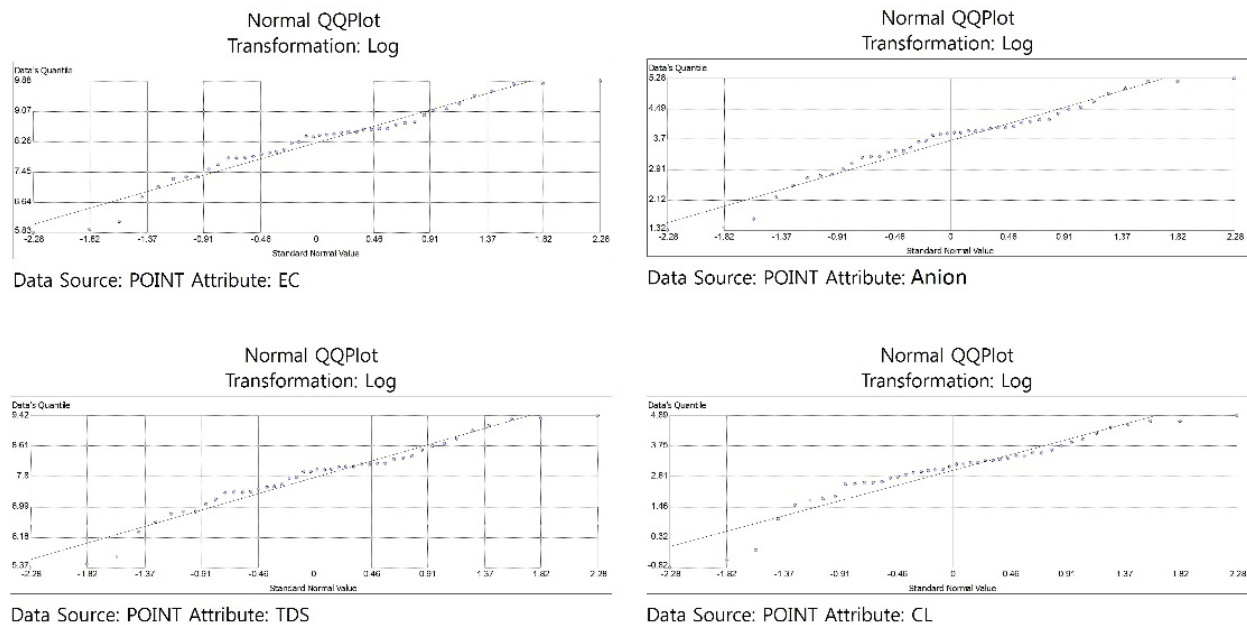 Normal QQPlot
Transformation: Log
Data's Quantile
9.88
9.07
8.26
7.45
6.64
5.83
-2.28 -1.82 -1.37 -0.91 -0.46 0 0.46 0.91 1.37 1.82 2.28
Standard Normal Value
Data Source: POINT Attribute: EC
Normal QQPlot
Transformation: Log
Data's Quantile
5.28
4.49
3.7
2.91
2.12
1.32
-2.28 -1.82 -1.37 -0.91 -0.46 0 0.46 0.91 1.37 1.82 2.28
Standard Normal Value
Data Source: POINT Attribute: Anion
Normal QQPlot
Transformation: Log
Data's Quantile
9.42
8.61
7.8
6.99
6.18
5.37
-2.28 -1.82 -1.37 -0.91 -0.46 0 0.46 0.91 1.37 1.82 2.28
Standard Normal Value
Data Source: POINT Attribute: TDS
Normal QQPlot
Transformation: Log
Data's Quantile
3.75
1.46
0.32
-0.82
-2.28 -1.82 -1.37 -0.91 -0.46 0 0.46 0.91 1.37 1.82 2.28
Standard Normal Value
Data Source: POINT Attribute: CL